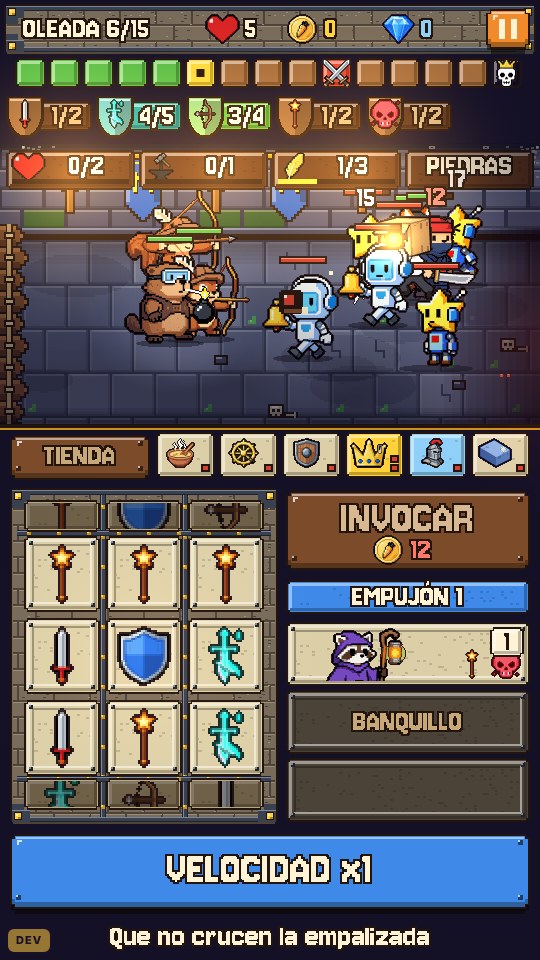 OLEADA 6/15 5 0 0
1/2 4/5 3/4 1/2 1/2
0/2 0/1 1/3 PIEDRAS
17
15 12
TIENDA
INVOCAR
12
EMPUJÓN 1
1
BANQUILLO
VELOCIDAD x1
DEV Que no crucen la empalizada